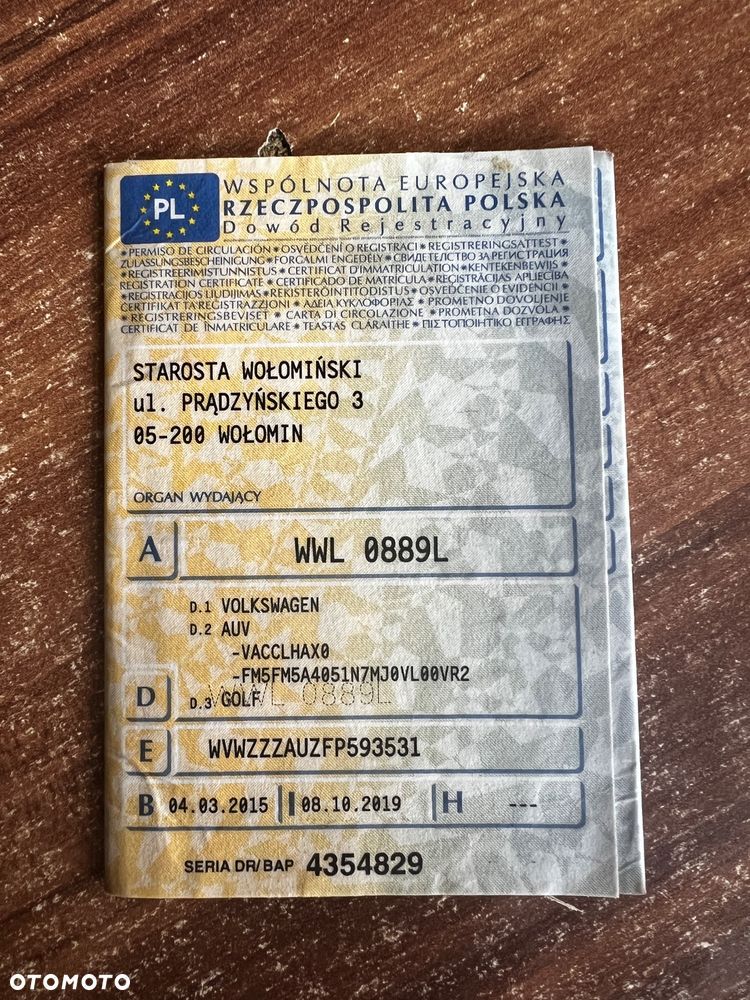 PL
WSPÓLNOTA EUROPEJSKA
RZECZPOSPOLITA POLSKA
Dowód Rejestracyjny
* PERMISO DE CIRCULACIÓN * OSVĚDČENÍ O REGISTRACI * REGISTRERINGSATTEST *
ZULASSUNGSBESCHEINIGUNG * FORGALMI ENGEDÉLY * СВИДЕТЕЛСТВО ЗА РЕГИСТРАЦИЯ
* REGISTREERIMISTUNNISTUS * CERTIFICAT D'IMMATRICULATION * KENTEKENBEWIJS *
REGISTRATION CERTIFICATE * CERTIFICADO DE MATRÍCULA * REĢISTRĀCIJAS APLIECĪBA
* REGISTRACIJOS LIUDIJIMAS * REKISTERÖINTITODISTUS * OSVEDČENIE O EVIDENCII *
CERTIFIKAT TA' REĠISTRAZZJONI * ΑΔΕΙΑ ΚΥΚΛΟΦΟΡΙΑΣ * PROMETNO DOVOLJENJE
* REGISTRERINGSBEVISET * CARTA DI CIRCOLAZIONE * PROMETNA DOZVOLA *
CERTIFICAT DE ÎNMATRICULARE * TEASTAS CLÁRAITHE * ΠΙΣΤΟΠΟΙΗΤΙΚΟ ΕΓΓΡΑΦΗΣ
STAROSTA WOŁOMIŃSKI
ul. PRĄDZYŃSKIEGO 3
05-200 WOŁOMIN
ORGAN WYDAJĄCY
A WWL 0889L
D.1 VOLKSWAGEN
D.2 AUV
-VACCLHAX0
-FM5FM5A4051N7MJ0VL00VR2
WWL 0889L
D D.3 GOLF
E WVWZZZAUZFP593531
B 04.03.2015 I 08.10.2019 H ---
SERIA DR/BAP 4354829
OTOMOTO